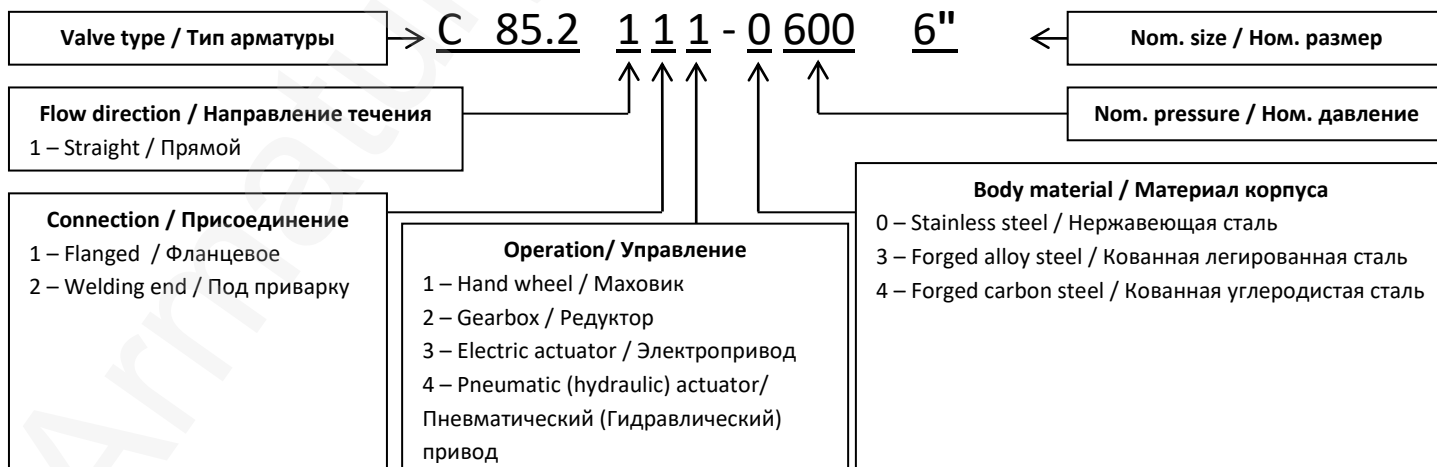 Valve type / Тип арматуры
C 85.2 1 1 1 - 0 600 6"
Nom. size / Ном. размер
Flow direction / Направление течения
1 – Straight / Прямой
Nom. pressure / Ном. давление
Connection / Присоединение
1 – Flanged / Фланцевое
2 – Welding end / Под приварку
Operation/ Управление
1 – Hand wheel / Маховик
2 – Gearbox / Редуктор
3 – Electric actuator / Электропривод
4 – Pneumatic (hydraulic) actuator/
Пневматический (Гидравлический)
привод
Body material / Материал корпуса
0 – Stainless steel / Нержавеющая сталь
3 – Forged alloy steel / Кованная легированная сталь
4 – Forged carbon steel / Кованная углеродистая сталь